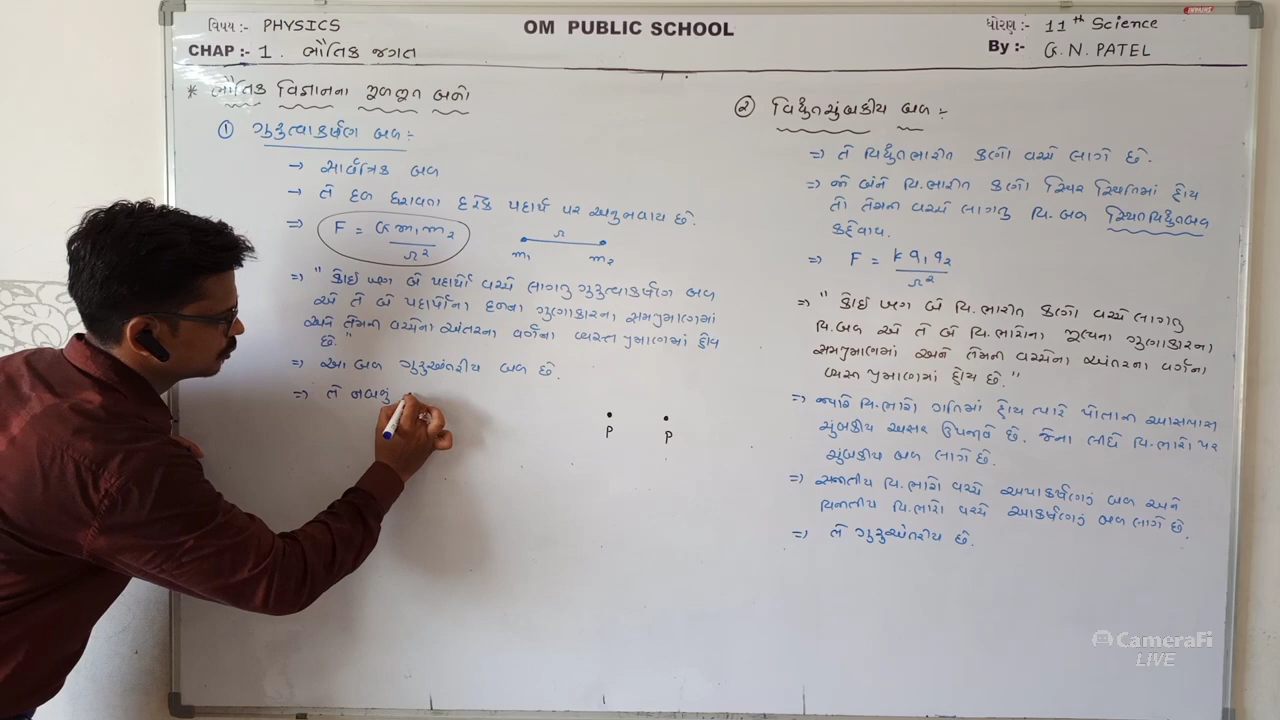 વિષય :- PHYSICS
OM PUBLIC SCHOOL
ધોરણ :- 11th Science
CHAP :- 1. ભૌતિક જગત
By :- G. N. PATEL
* ભૌતિક વિજ્ઞાનના મૂળભૂત બળો
① ગુરુત્વાકર્ષણ બળ :-
→ સાર્વત્રિક બળ
→ તે દળ ધરાવતા દરેક પદાર્થ પર અનુભવાય છે.
⇒ F = G m₁ m₂ / r²
r
m₁ m₂
⇒ " કોઈ પણ બે પદાર્થો વચ્ચે લાગતુ ગુરુત્વાકર્ષણ બળ
એ તે બે પદાર્થોના દળના ગુણાકારના સમપ્રમાણમાં
અને તેમની વચ્ચેના અંતરના વર્ગના વ્યસ્ત પ્રમાણમાં હોય
છે. "
⇒ આ બળ ગુરુઅંતરીય બળ છે.
⇒ તે નબળું
P P
② વિદ્યુતચુંબકીય બળ :-
⇒ તે વિદ્યુતભારીત કણો વચ્ચે લાગે છે.
⇒ જો બંને વિ.ભારીત કણો સ્થિર સ્થિતિમાં હોય
તો તેમની વચ્ચે લાગતુ વિ. બળ સ્થિતવિદ્યુતબળ
કહેવાય.
⇒ F = k q₁ q₂ / r²
⇒ " કોઈ પણ બે વિ. ભારીત કણો વચ્ચે લાગતુ
વિ. બળ એ તે બે વિ. ભારોના મૂલ્યના ગુણાકારના
સમપ્રમાણમાં અને તેમની વચ્ચેના અંતરના વર્ગના
વ્યસ્ત પ્રમાણમાં હોય છે. "
⇒ જ્યારે વિ. ભારો ગતિમાં હોય ત્યારે પોતાની આસપાસ
ચુંબકીય અસર ઉપજાવે છે. જેના લીધે વિ. ભારો પર
ચુંબકીય બળ લાગે છે.
⇒ સજાતીય વિ. ભારો વચ્ચે અપાકર્ષણનું બળ અને
વિજાતીય વિ. ભારો વચ્ચે આકર્ષણનું બળ લાગે છે.
⇒ તે ગુરુઅંતરીય છે.
CameraFi
LIVE